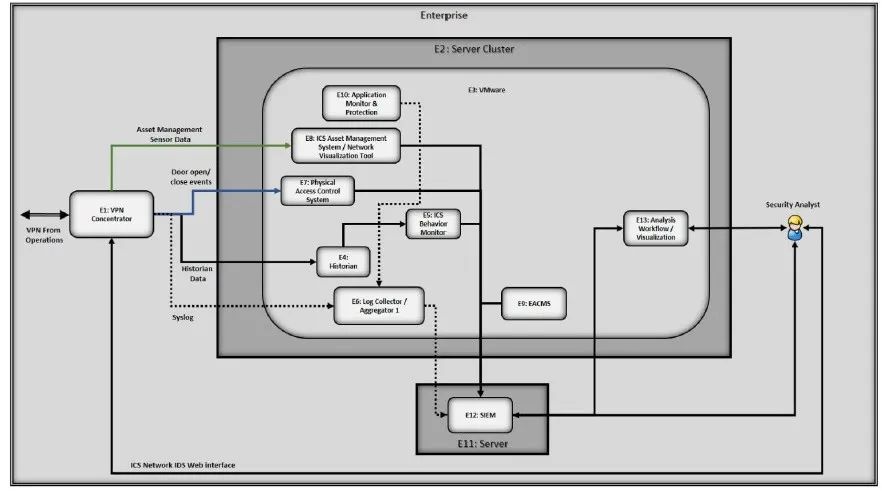 Enterprise
E2: Server Cluster
E3: VMware
E10: Application
Monitor &
Protection
Asset Management
Sensor Data
E8: ICS Asset Management
System / Network
Visualization Tool
Door open/
close events
E7: Physical
Access Control
System
E1: VPN
Concentrator
VPN From
Operations
E5: ICS
Behavior
Monitor
E13: Analysis
Workflow /
Visualization
Security Analyst
E4:
Historian
Historian
Data
E6: Log Collector /
Aggregator 1
E9: EACMS
Syslog
E12: SIEM
E11: Server
ICS Network IDS Web interface